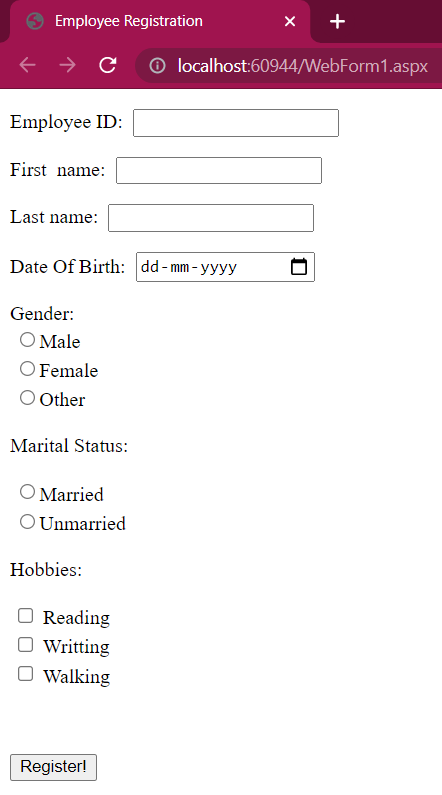 Employee Registration
localhost:60944/WebForm1.aspx
Employee ID:
First name:
Last name:
Date Of Birth: dd-mm-yyyy
Gender:
Male
Female
Other
Marital Status:
Married
Unmarried
Hobbies:
Reading
Writting
Walking
Register!